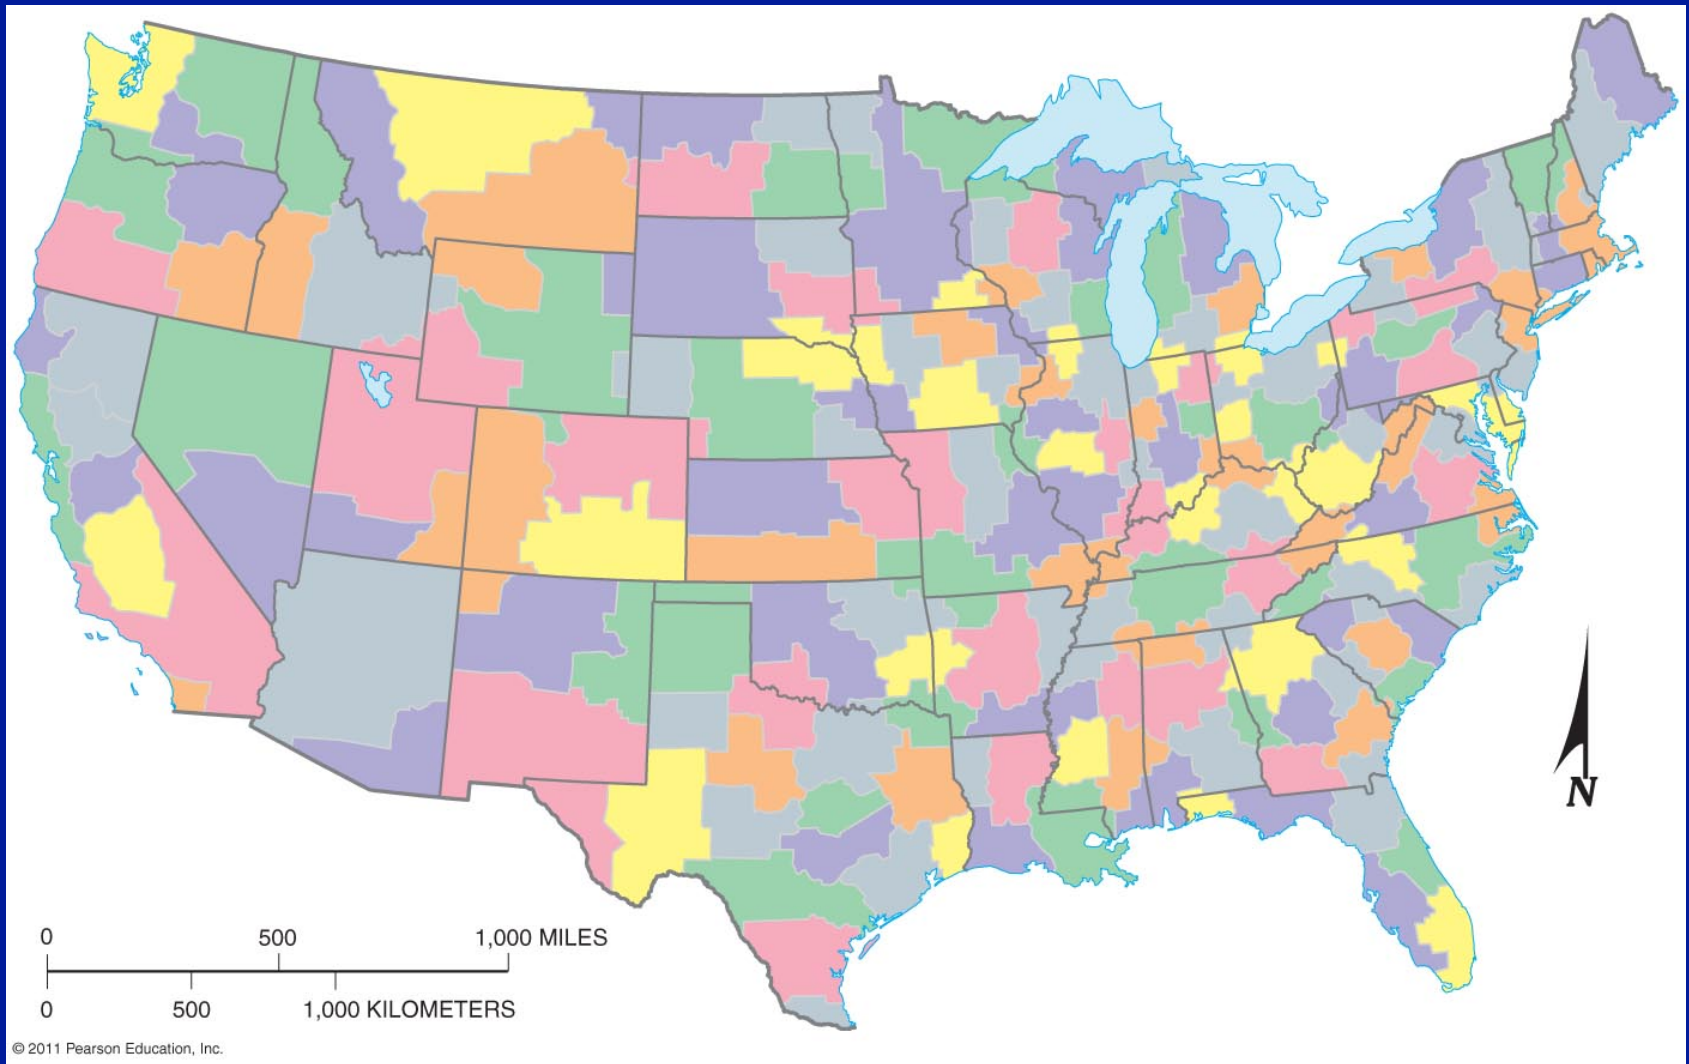 N
0 500 1,000 MILES
0 500 1,000 KILOMETERS
© 2011 Pearson Education, Inc.